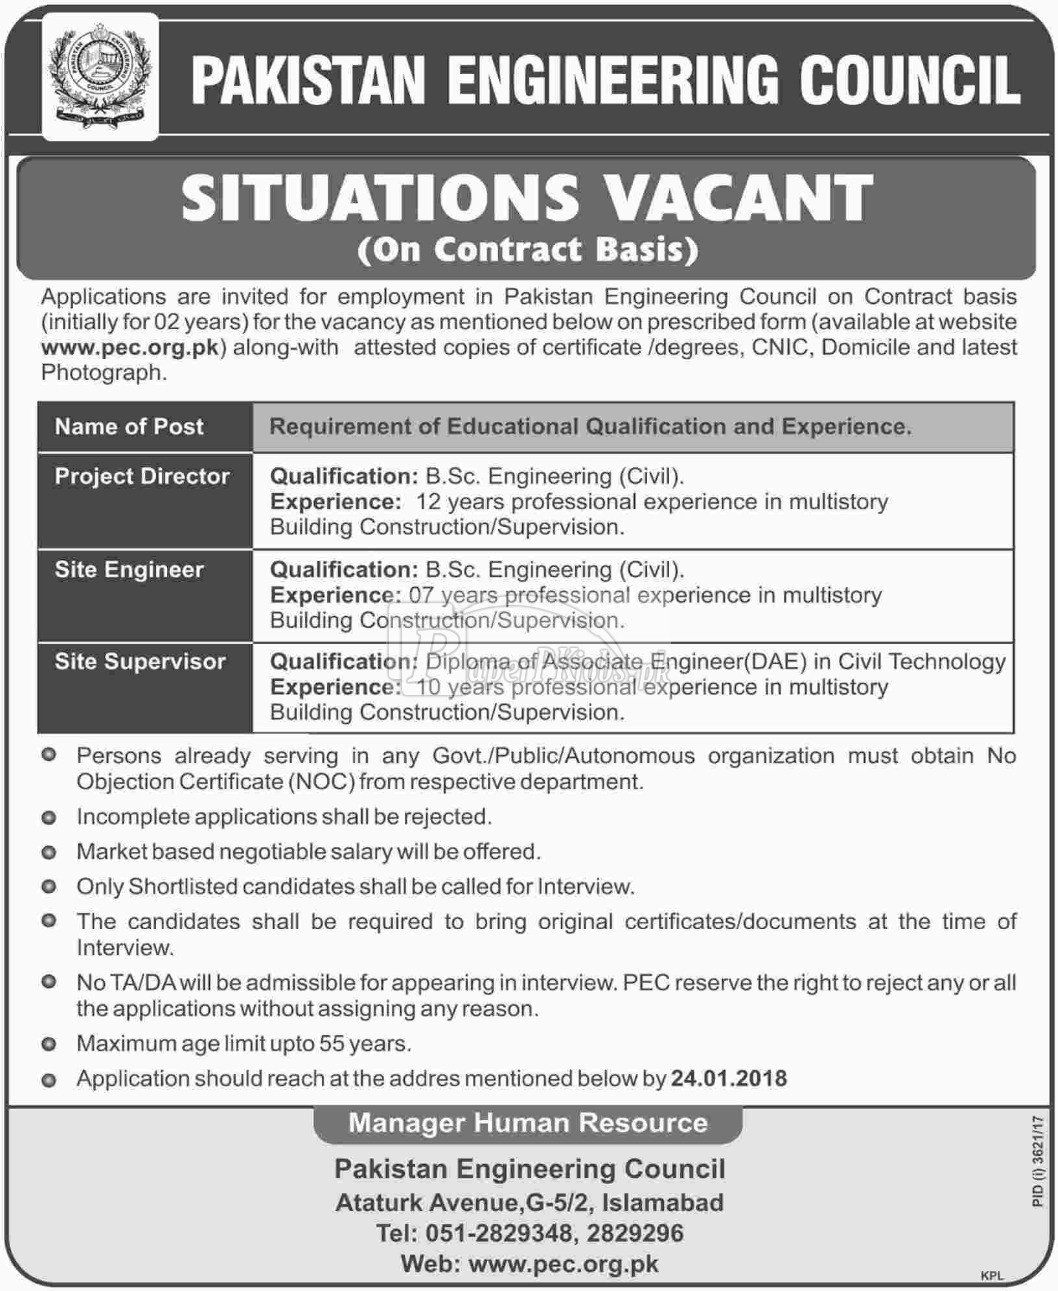 PAKISTAN ENGINEERING COUNCIL
SITUATIONS VACANT
(On Contract Basis)
Applications are invited for employment in Pakistan Engineering Council on Contract basis
(initially for 02 years) for the vacancy as mentioned below on prescribed form (available at website
www.pec.org.pk) along-with attested copies of certificate /degrees, CNIC, Domicile and latest
Photograph.
Name of Post
Requirement of Educational Qualification and Experience.
Project Director
Qualification: B.Sc. Engineering (Civil).
Experience: 12 years professional experience in multistory
Building Construction/Supervision.
Site Engineer
Qualification: B.Sc. Engineering (Civil).
Experience: 07 years professional experience in multistory
Building Construction/Supervision.
Site Supervisor
Qualification: Diploma of Associate Engineer(DAE) in Civil Technology
Experience: 10 years professional experience in multistory
Building Construction/Supervision.
PaperPKjobs.pk
Persons already serving in any Govt./Public/Autonomous organization must obtain No
Objection Certificate (NOC) from respective department.
Incomplete applications shall be rejected.
Market based negotiable salary will be offered.
Only Shortlisted candidates shall be called for Interview.
The candidates shall be required to bring original certificates/documents at the time of
Interview.
No TA/DA will be admissible for appearing in interview. PEC reserve the right to reject any or all
the applications without assigning any reason.
Maximum age limit upto 55 years.
Application should reach at the addres mentioned below by 24.01.2018
Manager Human Resource
Pakistan Engineering Council
Ataturk Avenue,G-5/2, Islamabad
Tel: 051-2829348, 2829296
Web: www.pec.org.pk
PID (i) 3621/17
KPL